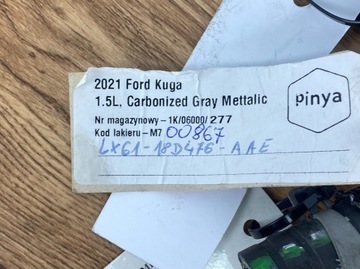 2021 Ford Kuga
1.5L, Carbonized Gray Mettalic
pinya
Nr magazynowy – 1K/06000/277
Kod lakieru – M7 00867
LX61-18D476-AAE